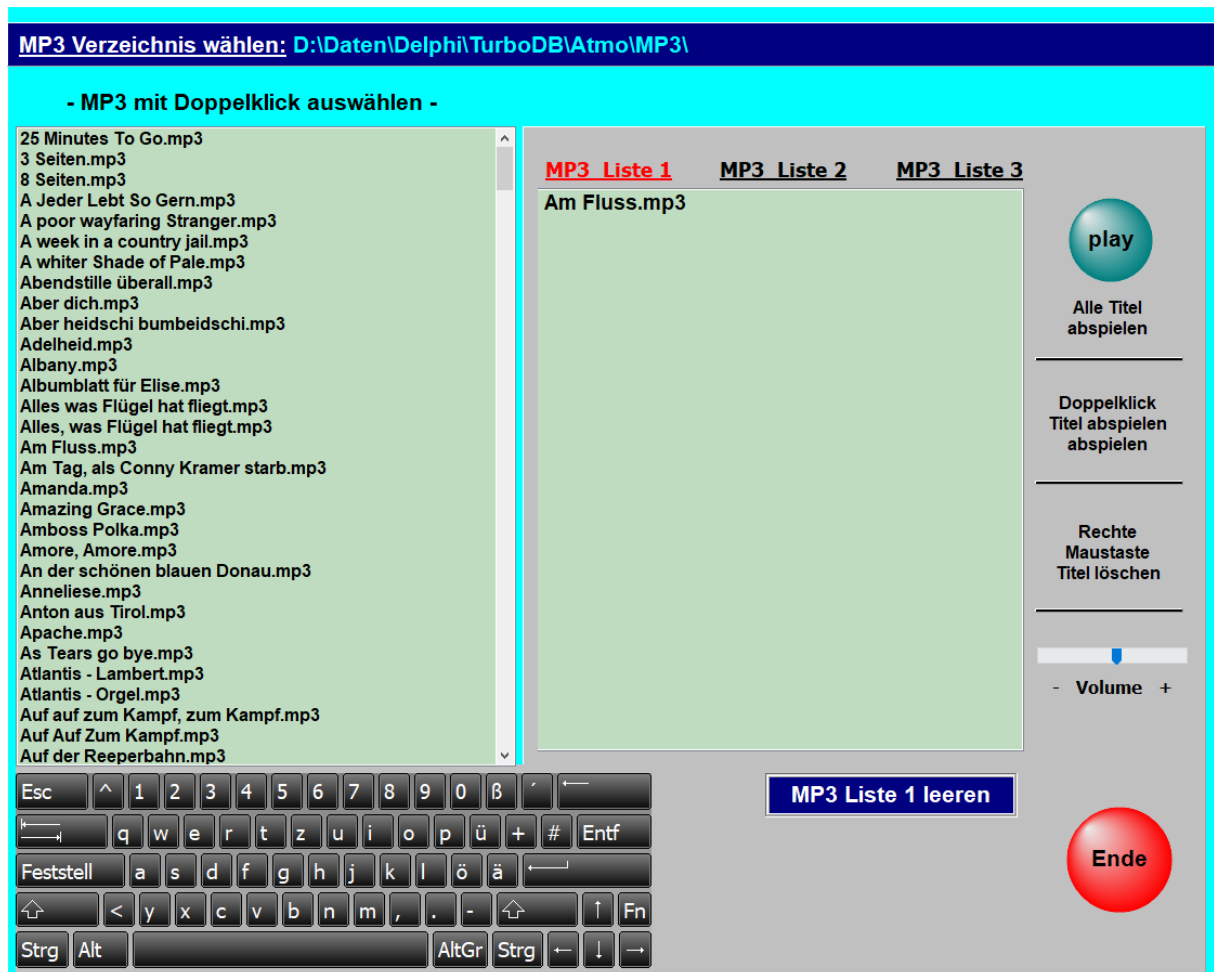 MP3 Verzeichnis wählen: D:\Daten\Delphi\TurboDB\Atmo\MP3\
- MP3 mit Doppelklick auswählen -
25 Minutes To Go.mp3
3 Seiten.mp3
8 Seiten.mp3
A Jeder Lebt So Gern.mp3
A poor wayfaring Stranger.mp3
A week in a country jail.mp3
A whiter Shade of Pale.mp3
Abendstille überall.mp3
Aber dich.mp3
Aber heidschi bumbeidschi.mp3
Adelheid.mp3
Albany.mp3
Albumblatt für Elise.mp3
Alles was Flügel hat fliegt.mp3
Alles, was Flügel hat fliegt.mp3
Am Fluss.mp3
Am Tag, als Conny Kramer starb.mp3
Amanda.mp3
Amazing Grace.mp3
Amboss Polka.mp3
Amore, Amore.mp3
An der schönen blauen Donau.mp3
Anneliese.mp3
Anton aus Tirol.mp3
Apache.mp3
As Tears go bye.mp3
Atlantis - Lambert.mp3
Atlantis - Orgel.mp3
Auf auf zum Kampf, zum Kampf.mp3
Auf Auf Zum Kampf.mp3
Auf der Reeperbahn.mp3
MP3 Liste 1 MP3 Liste 2 MP3 Liste 3
Am Fluss.mp3
play
Alle Titel
abspielen
Doppelklick
Titel abspielen
abspielen
Rechte
Maustaste
Titel löschen
- Volume +
MP3 Liste 1 leeren
Ende
Esc ^ 1 2 3 4 5 6 7 8 9 0 ß ´ ←
q w e r t z u i o p ü + # Entf
Feststell a s d f g h j k l ö ä
< y x c v b n m , . - ↑ Fn
Strg Alt AltGr Strg ← ↓ →